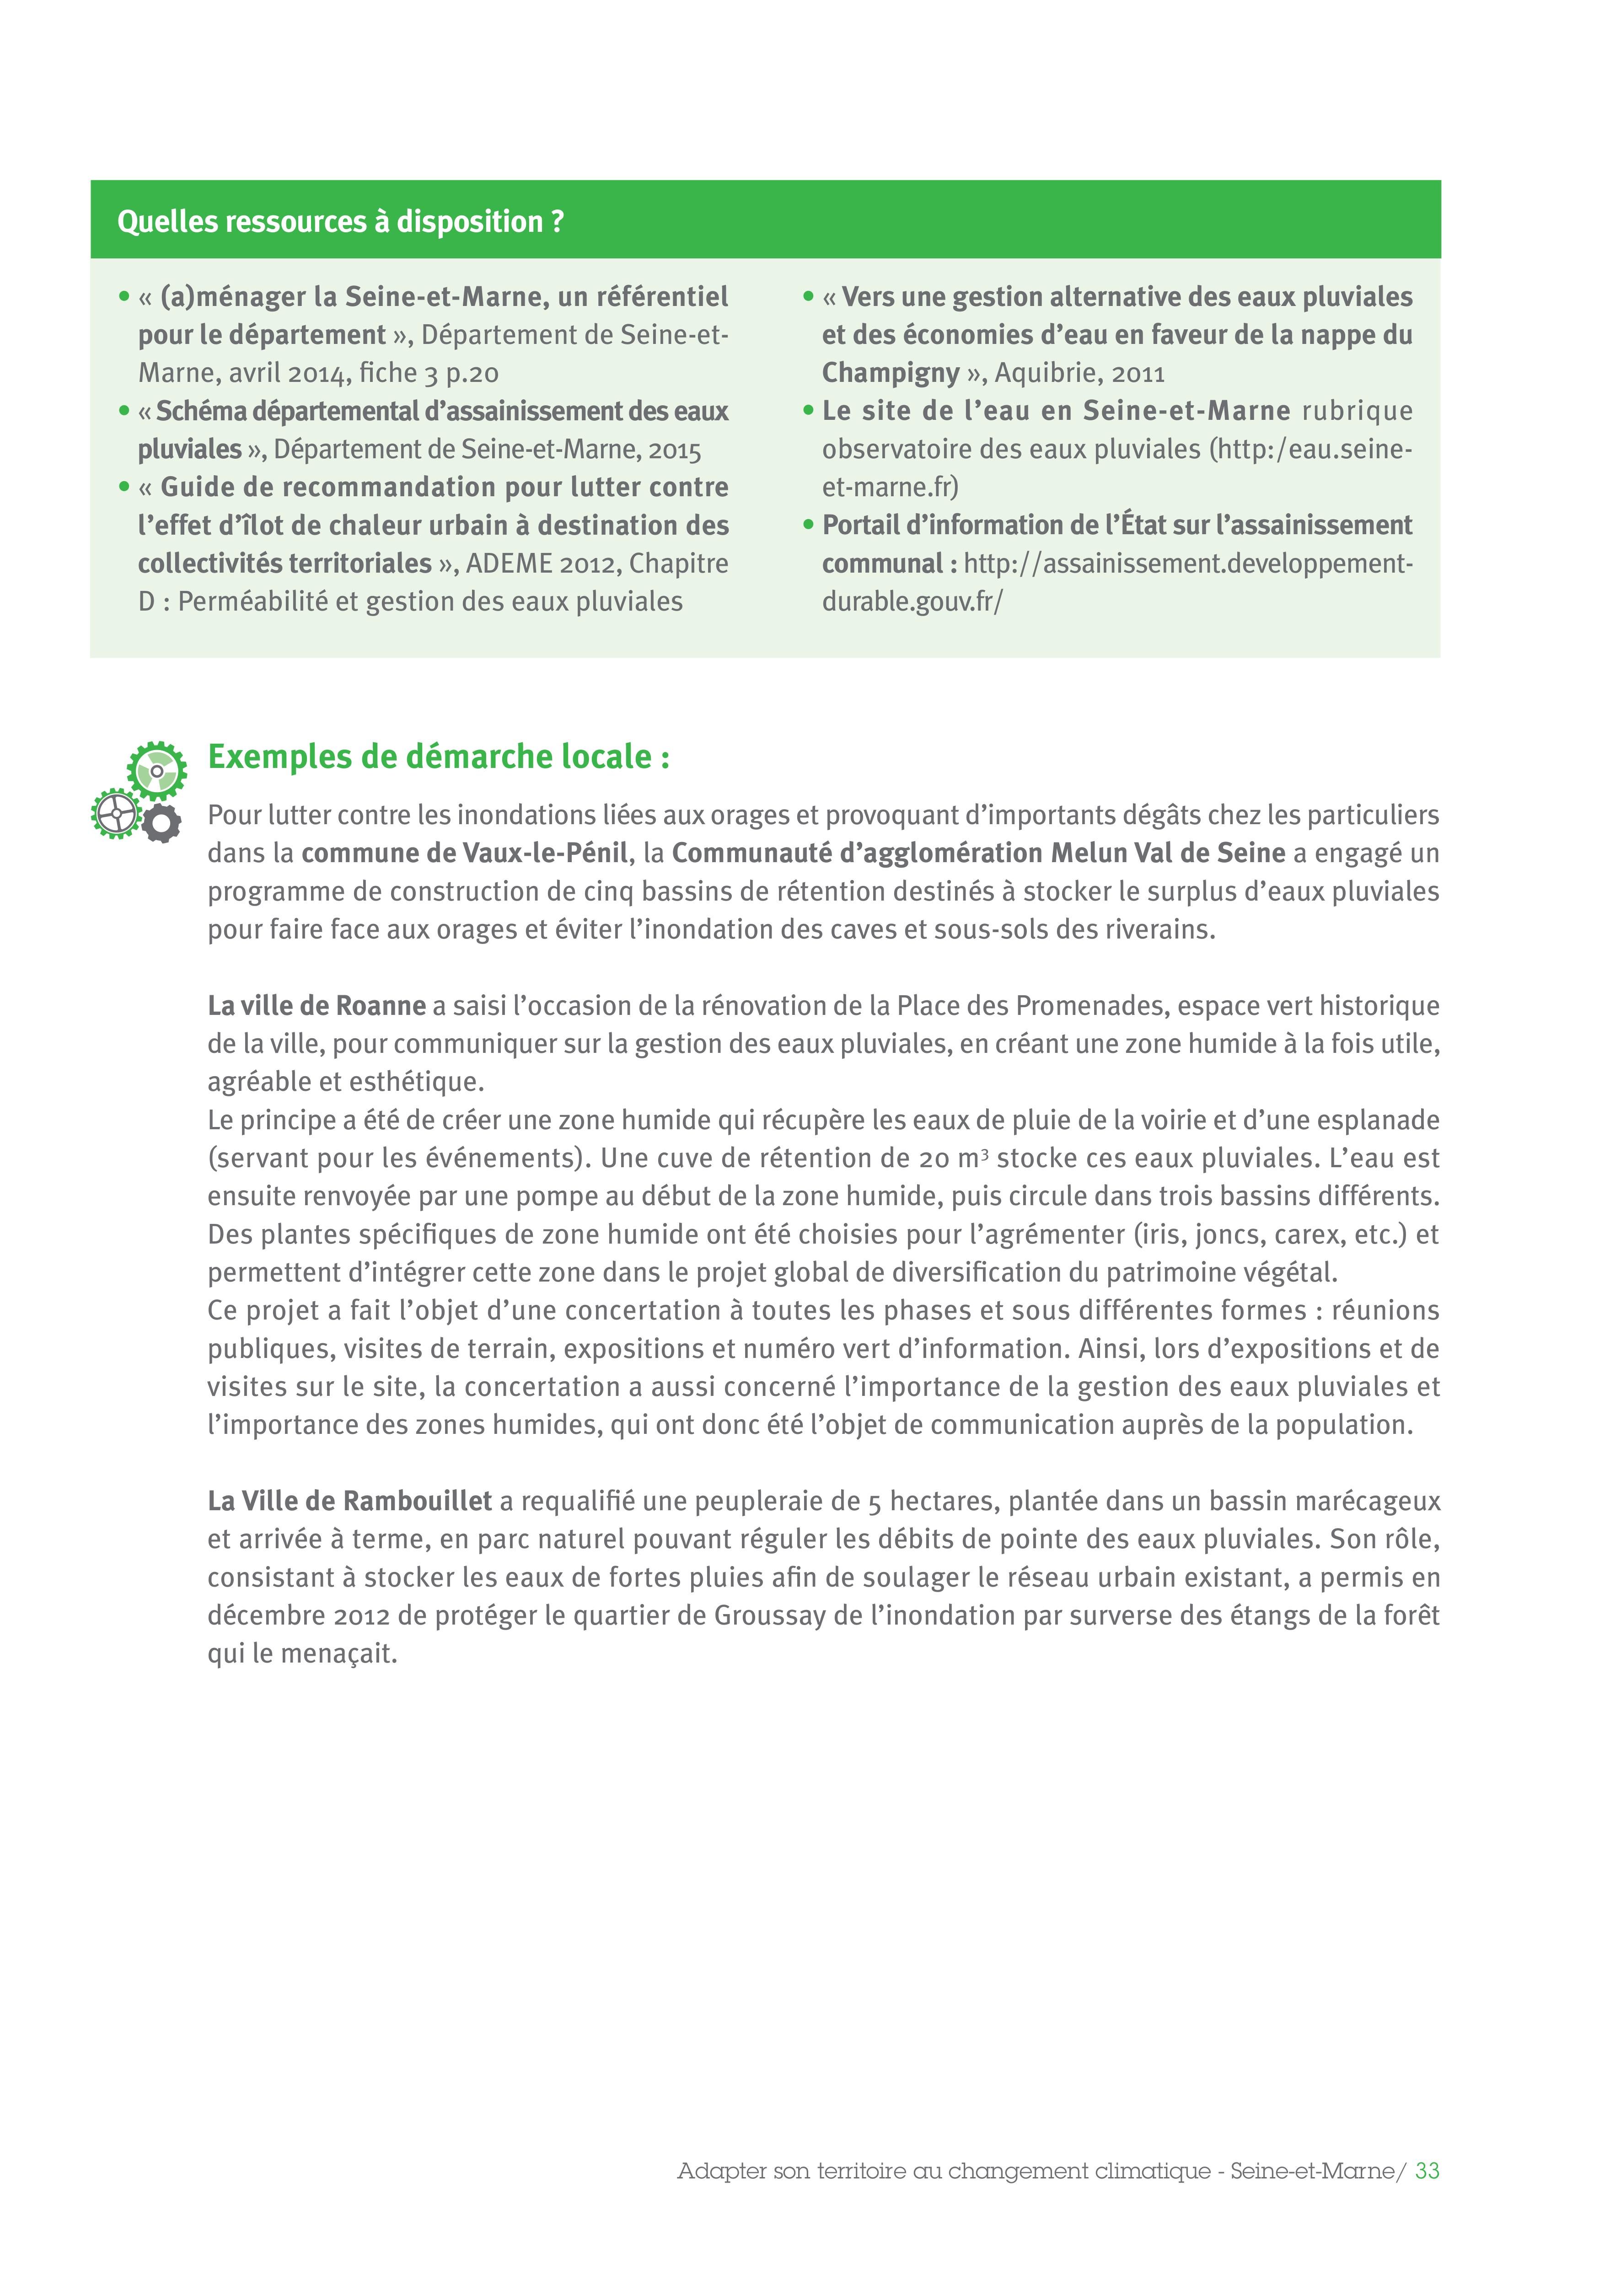 Quelles ressources à disposition ?
• « (a)ménager la Seine-et-Marne, un référentiel
pour le département », Département de Seine-et-
Marne, avril 2014, fiche 3 p.20
• « Schéma départemental d’assainissement des eaux
pluviales », Département de Seine-et-Marne, 2015
• « Guide de recommandation pour lutter contre
l’effet d’îlot de chaleur urbain à destination des
collectivités territoriales », ADEME 2012, Chapitre
D : Perméabilité et gestion des eaux pluviales
• « Vers une gestion alternative des eaux pluviales
et des économies d’eau en faveur de la nappe du
Champigny », Aquibrie, 2011
• Le site de l’eau en Seine-et-Marne rubrique
observatoire des eaux pluviales (http:/eau.seine-
et-marne.fr)
• Portail d’information de l’État sur l’assainissement
communal : http://assainissement.developpement-
durable.gouv.fr/
Exemples de démarche locale :
Pour lutter contre les inondations liées aux orages et provoquant d’importants dégâts chez les particuliers
dans la commune de Vaux-le-Pénil, la Communauté d’agglomération Melun Val de Seine a engagé un
programme de construction de cinq bassins de rétention destinés à stocker le surplus d’eaux pluviales
pour faire face aux orages et éviter l’inondation des caves et sous-sols des riverains.
La ville de Roanne a saisi l’occasion de la rénovation de la Place des Promenades, espace vert historique
de la ville, pour communiquer sur la gestion des eaux pluviales, en créant une zone humide à la fois utile,
agréable et esthétique.
Le principe a été de créer une zone humide qui récupère les eaux de pluie de la voirie et d’une esplanade
(servant pour les événements). Une cuve de rétention de 20 m³ stocke ces eaux pluviales. L’eau est
ensuite renvoyée par une pompe au début de la zone humide, puis circule dans trois bassins différents.
Des plantes spécifiques de zone humide ont été choisies pour l’agrémenter (iris, joncs, carex, etc.) et
permettent d’intégrer cette zone dans le projet global de diversification du patrimoine végétal.
Ce projet a fait l’objet d’une concertation à toutes les phases et sous différentes formes : réunions
publiques, visites de terrain, expositions et numéro vert d’information. Ainsi, lors d’expositions et de
visites sur le site, la concertation a aussi concerné l’importance de la gestion des eaux pluviales et
l’importance des zones humides, qui ont donc été l’objet de communication auprès de la population.
La Ville de Rambouillet a requalifié une peupleraie de 5 hectares, plantée dans un bassin marécageux
et arrivée à terme, en parc naturel pouvant réguler les débits de pointe des eaux pluviales. Son rôle,
consistant à stocker les eaux de fortes pluies afin de soulager le réseau urbain existant, a permis en
décembre 2012 de protéger le quartier de Groussay de l’inondation par surverse des étangs de la forêt
qui le menaçait.
Adapter son territoire au changement climatique - Seine-et-Marne/ 33